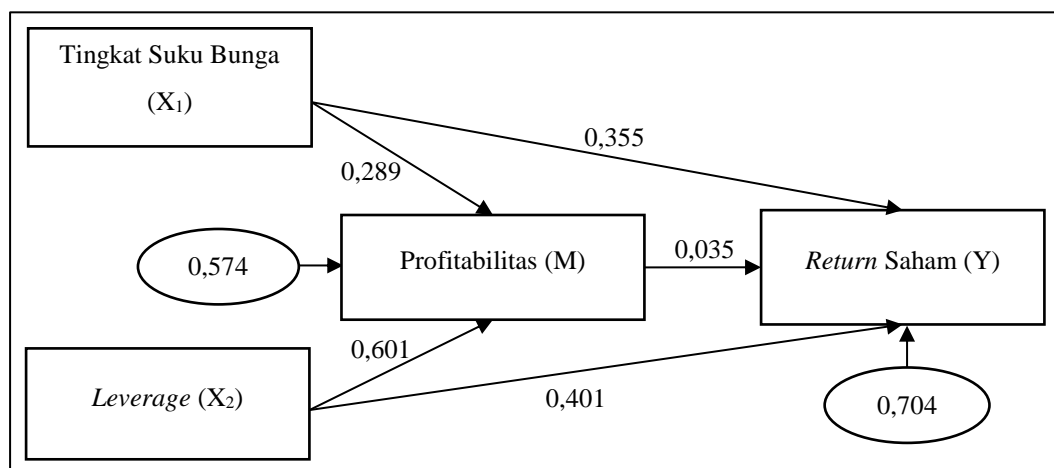 Tingkat Suku Bunga
(X₁)
0,355
0,289
0,574
Profitabilitas (M)
0,035
Return Saham (Y)
0,601
Leverage (X₂)
0,401
0,704